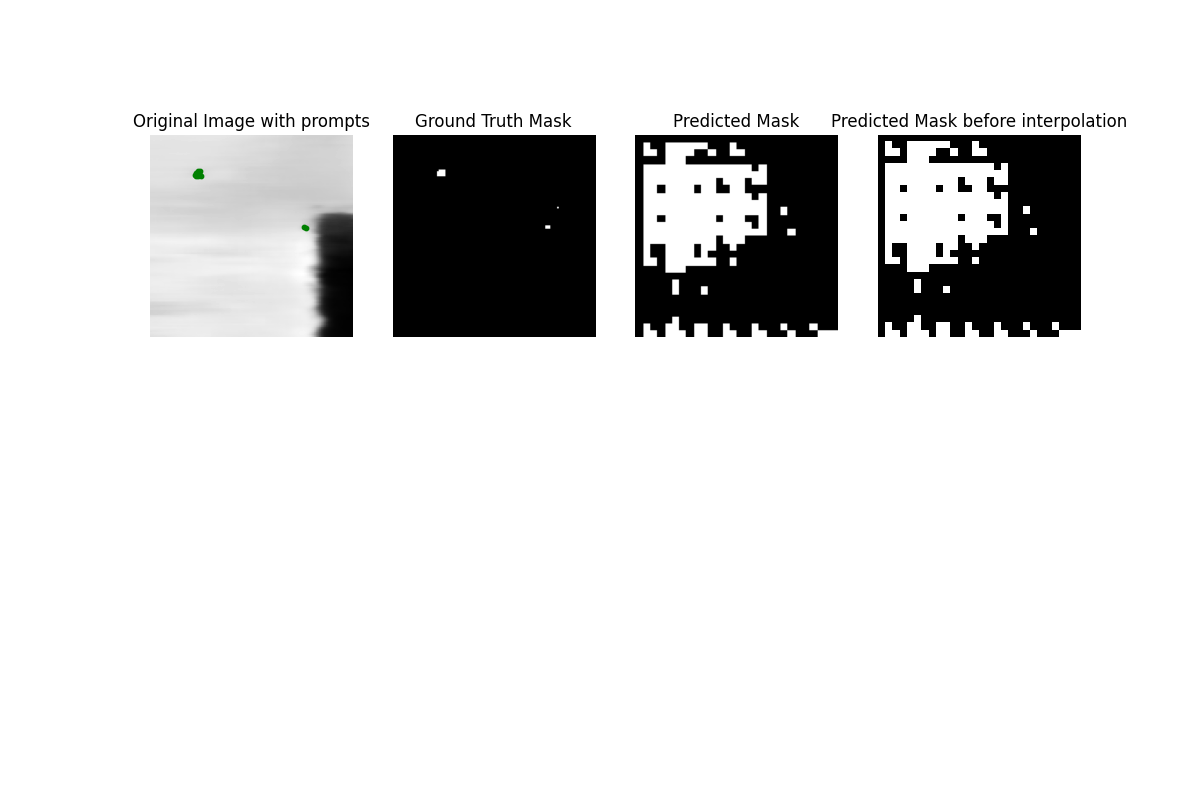 Original Image with prompts
Ground Truth Mask
Predicted Mask
Predicted Mask before interpolation